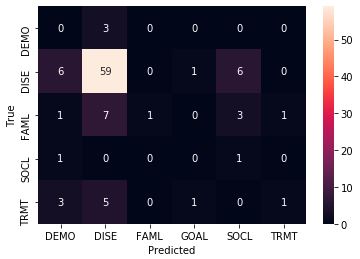 DEMO 0 3 0 0 0 0
DISE 6 59 0 1 6 0
FAML 1 7 1 0 3 1
SOCL 1 0 0 0 1 0
TRMT 3 5 0 1 0 1
DEMO DISE FAML GOAL SOCL TRMT
Predicted
True
50
40
30
20
10
0